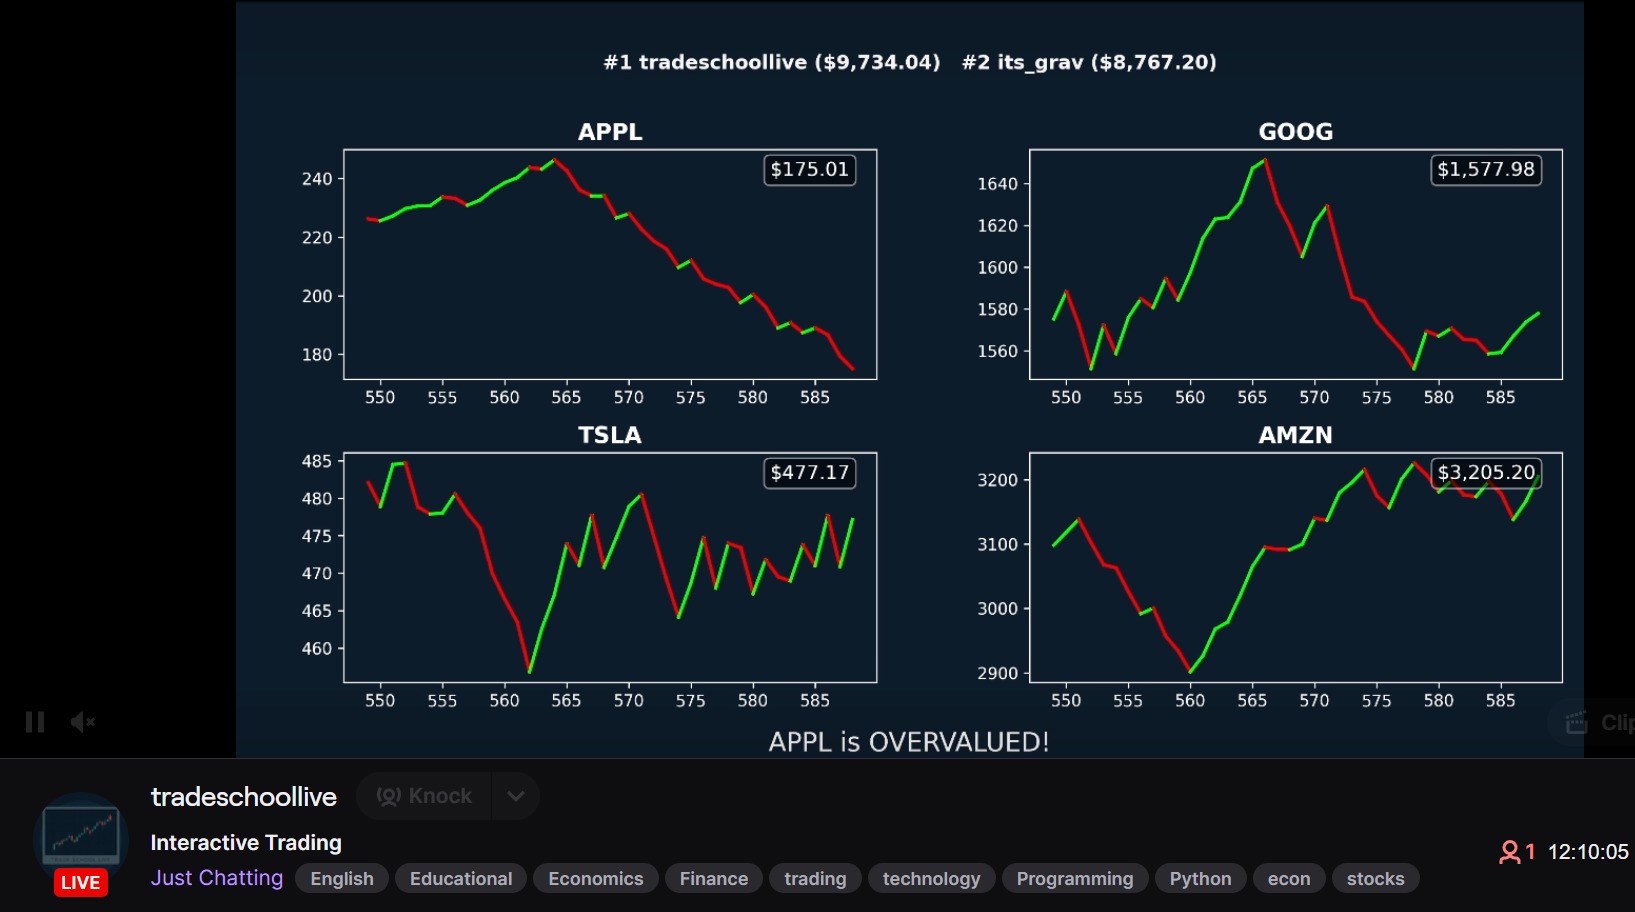 #1 tradeschoollive ($9,734.04) #2 its_grav ($8,767.20)
APPL
$175.01
240
220
200
180
550 555 560 565 570 575 580 585
GOOG
$1,577.98
1640
1620
1600
1580
1560
550 555 560 565 570 575 580 585
TSLA
$477.17
485
480
475
470
465
460
550 555 560 565 570 575 580 585
AMZN
$3,205.20
3200
3100
3000
2900
550 555 560 565 570 575 580 585
APPL is OVERVALUED!
Clip
tradeschoollive
Knock
Interactive Trading
1 12:10:05
Just Chatting English Educational Economics Finance trading technology Programming Python econ stocks
LIVE